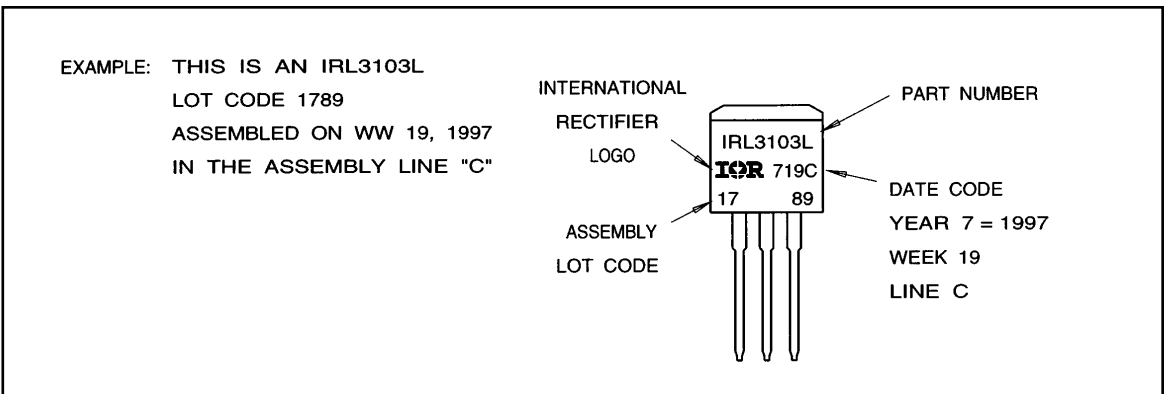 EXAMPLE: THIS IS AN IRL3103L
LOT CODE 1789
ASSEMBLED ON WW 19, 1997
IN THE ASSEMBLY LINE "C"
INTERNATIONAL
RECTIFIER
LOGO
ASSEMBLY
LOT CODE
IRL3103L
IOR 719C
17 89
PART NUMBER
DATE CODE
YEAR 7 = 1997
WEEK 19
LINE C